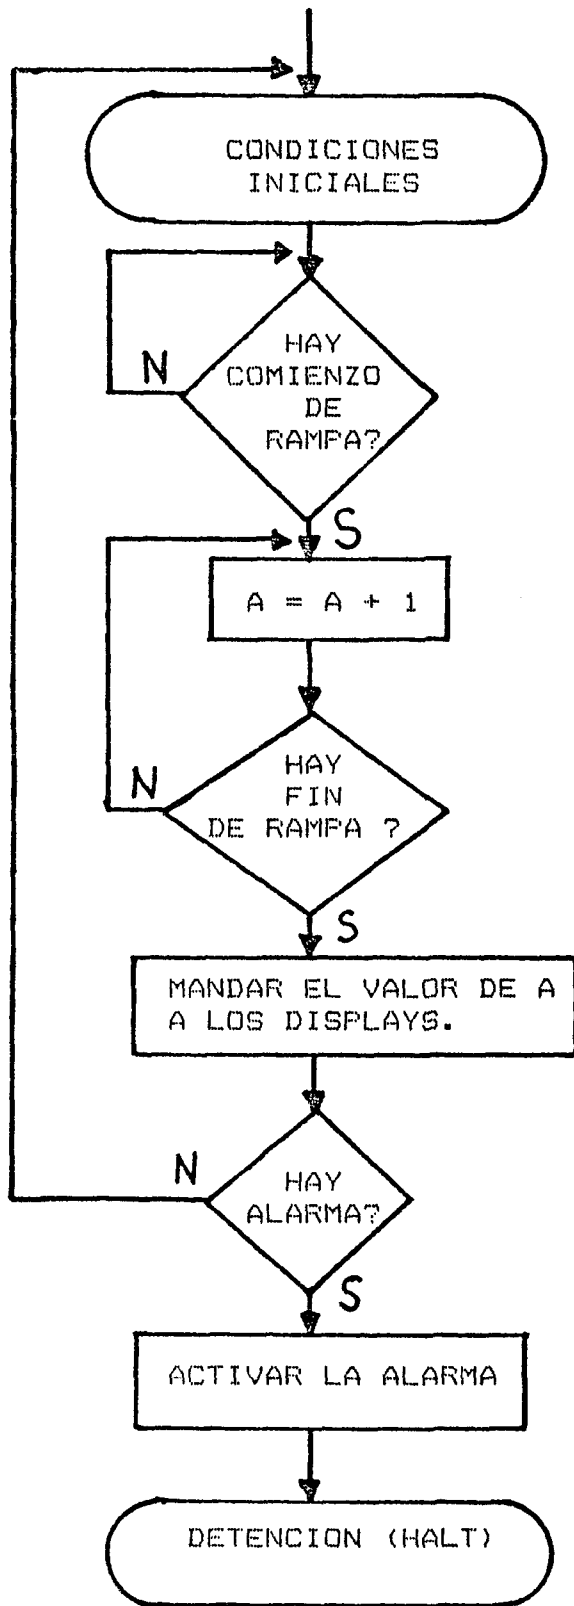 CONDICIONES
INICIALES
HAY
COMIENZO
DE
RAMPA?
N
S
A = A + 1
HAY
FIN
DE RAMPA ?
N
S
MANDAR EL VALOR DE A
A LOS DISPLAYS.
N
HAY
ALARMA?
S
ACTIVAR LA ALARMA
DETENCION (HALT)